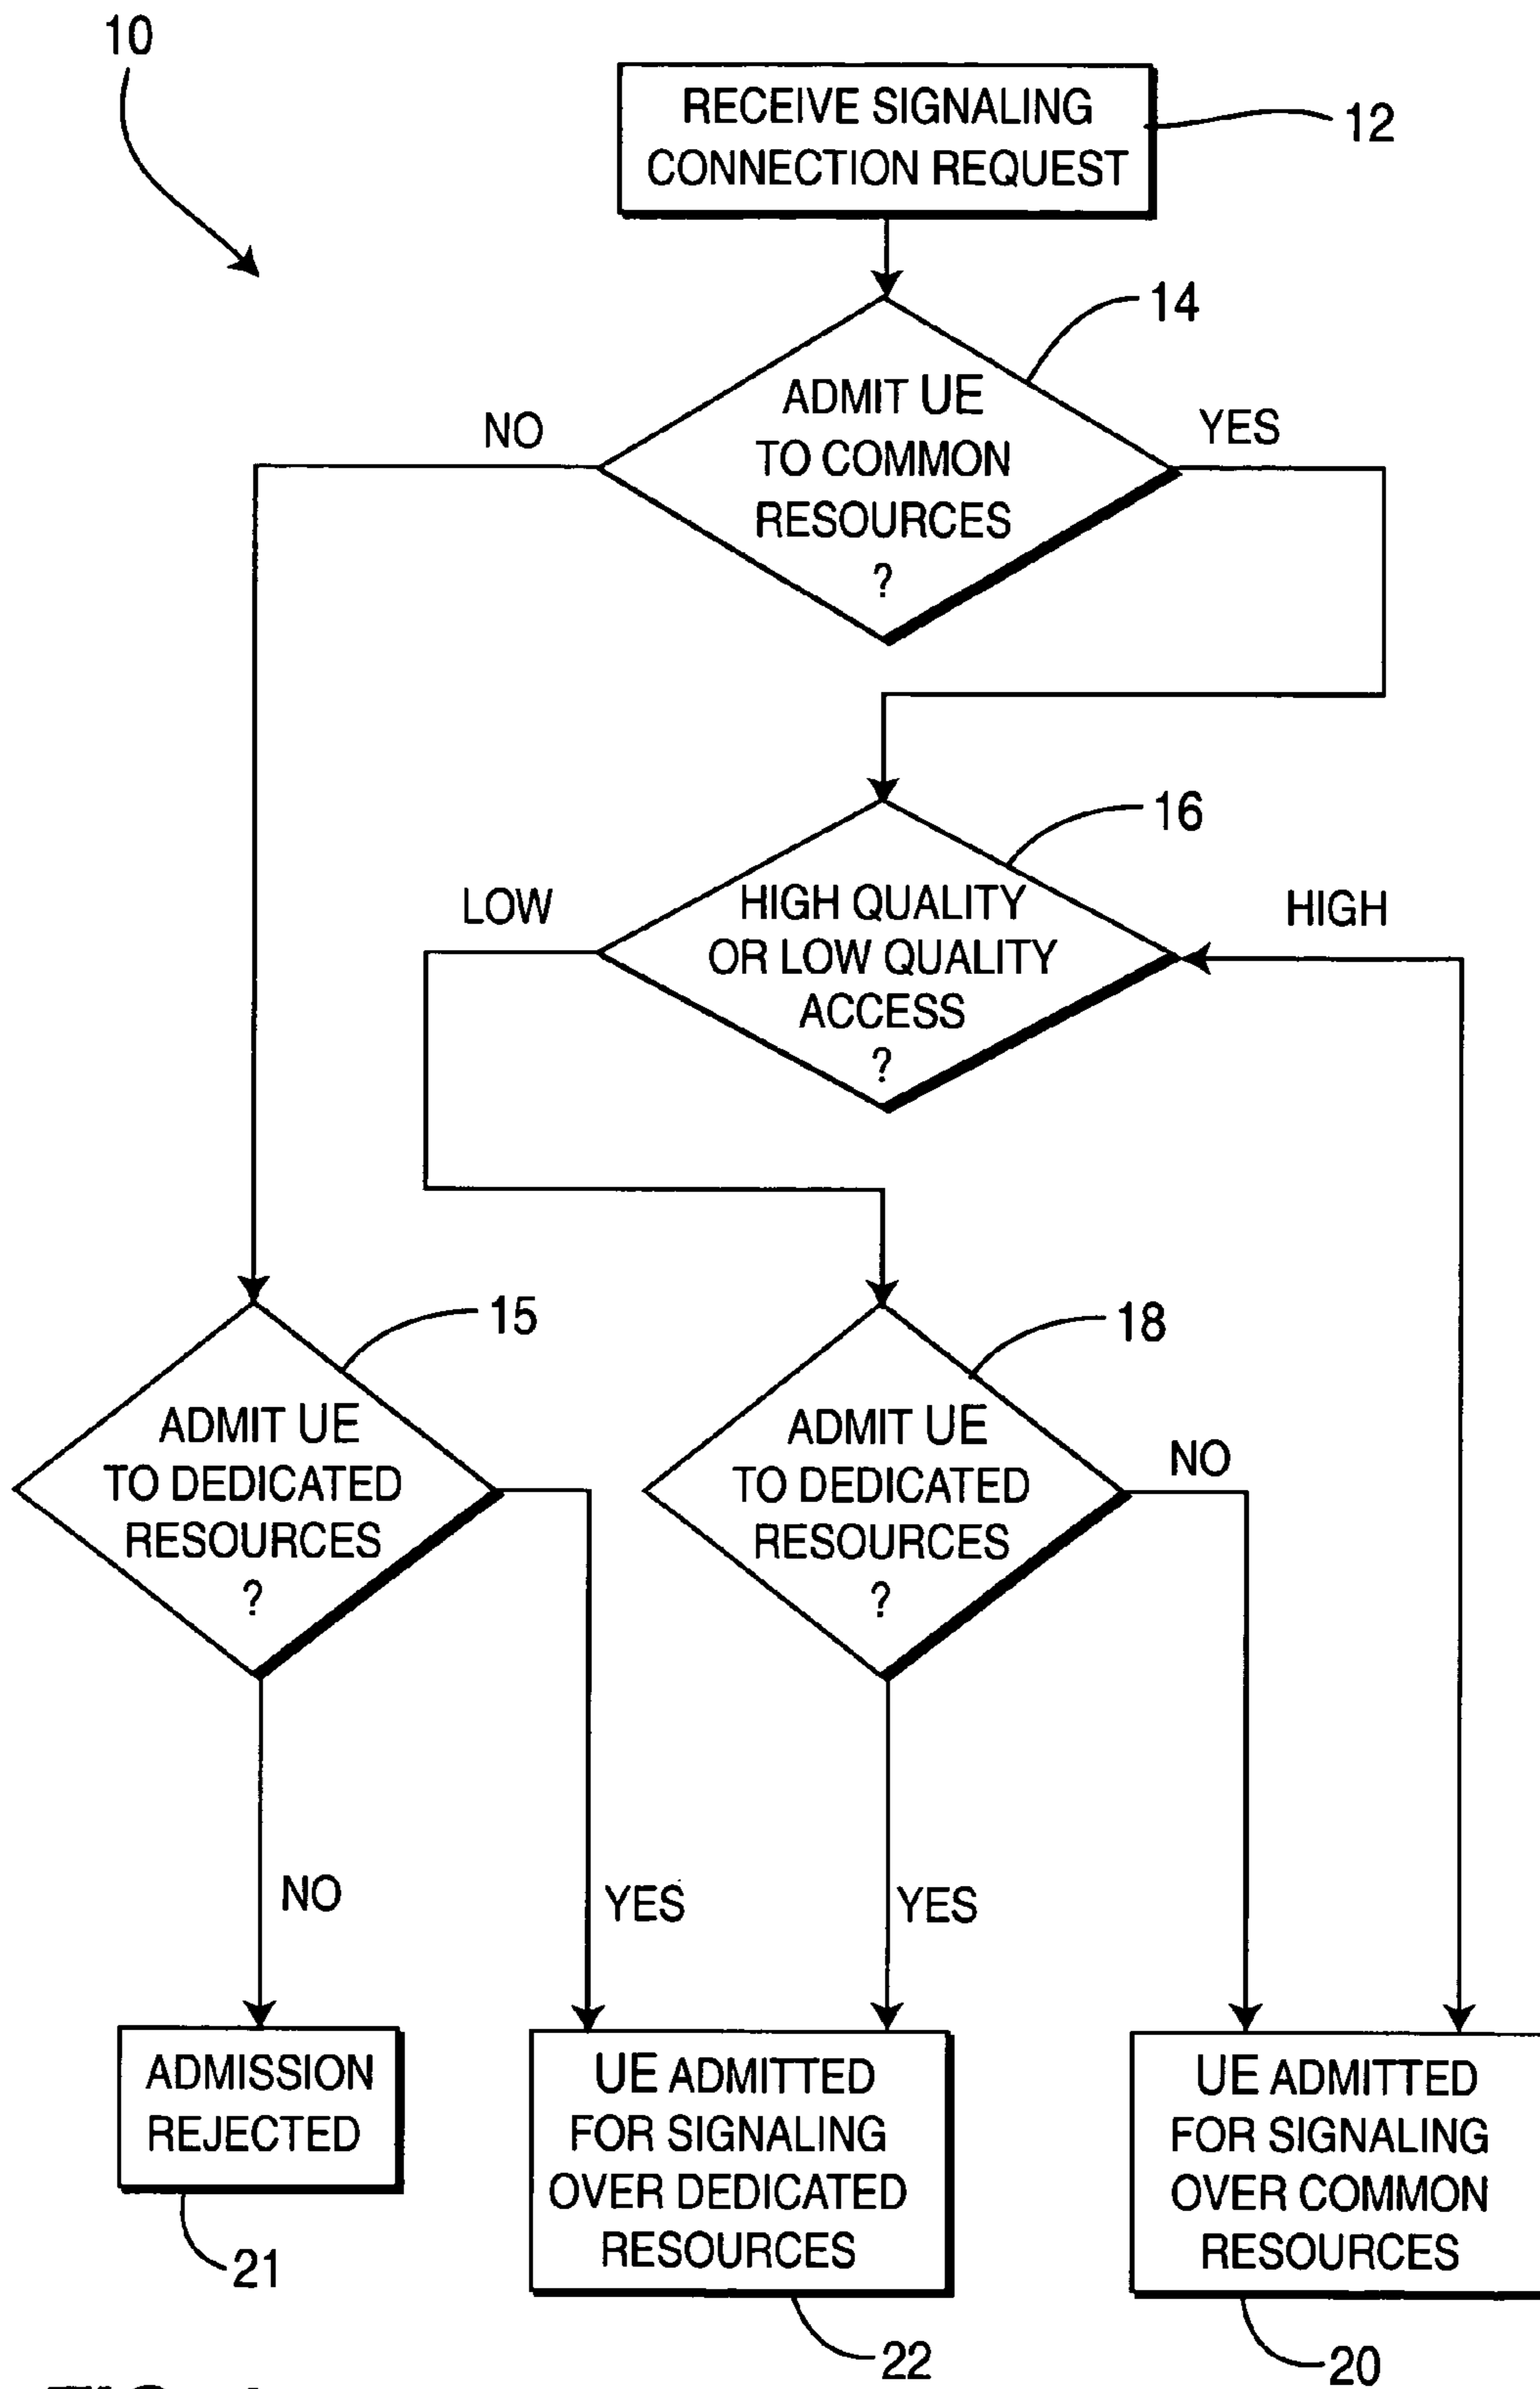 10
RECEIVE SIGNALING
CONNECTION REQUEST
12
14
ADMIT UE
TO COMMON
RESOURCES
?
NO
YES
16
HIGH QUALITY
OR LOW QUALITY
ACCESS
?
LOW
HIGH
15
ADMIT UE
TO DEDICATED
RESOURCES
?
18
ADMIT UE
TO DEDICATED
RESOURCES
?
NO
NO
YES
YES
ADMISSION
REJECTED
21
UE ADMITTED
FOR SIGNALING
OVER DEDICATED
RESOURCES
22
UE ADMITTED
FOR SIGNALING
OVER COMMON
RESOURCES
20